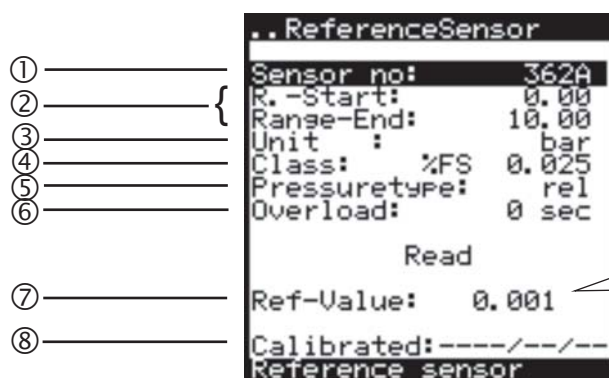 ..ReferenceSensor
① Sensor no: 362A
② { R.-Start: 0.00
Range-End: 10.00
③ Unit : bar
④ Class: %FS 0.025
⑤ Pressuretype: rel
⑥ Overload: 0 sec
Read
⑦ Ref-Value: 0.001
⑧ Calibrated:----/--/--
Reference sensor